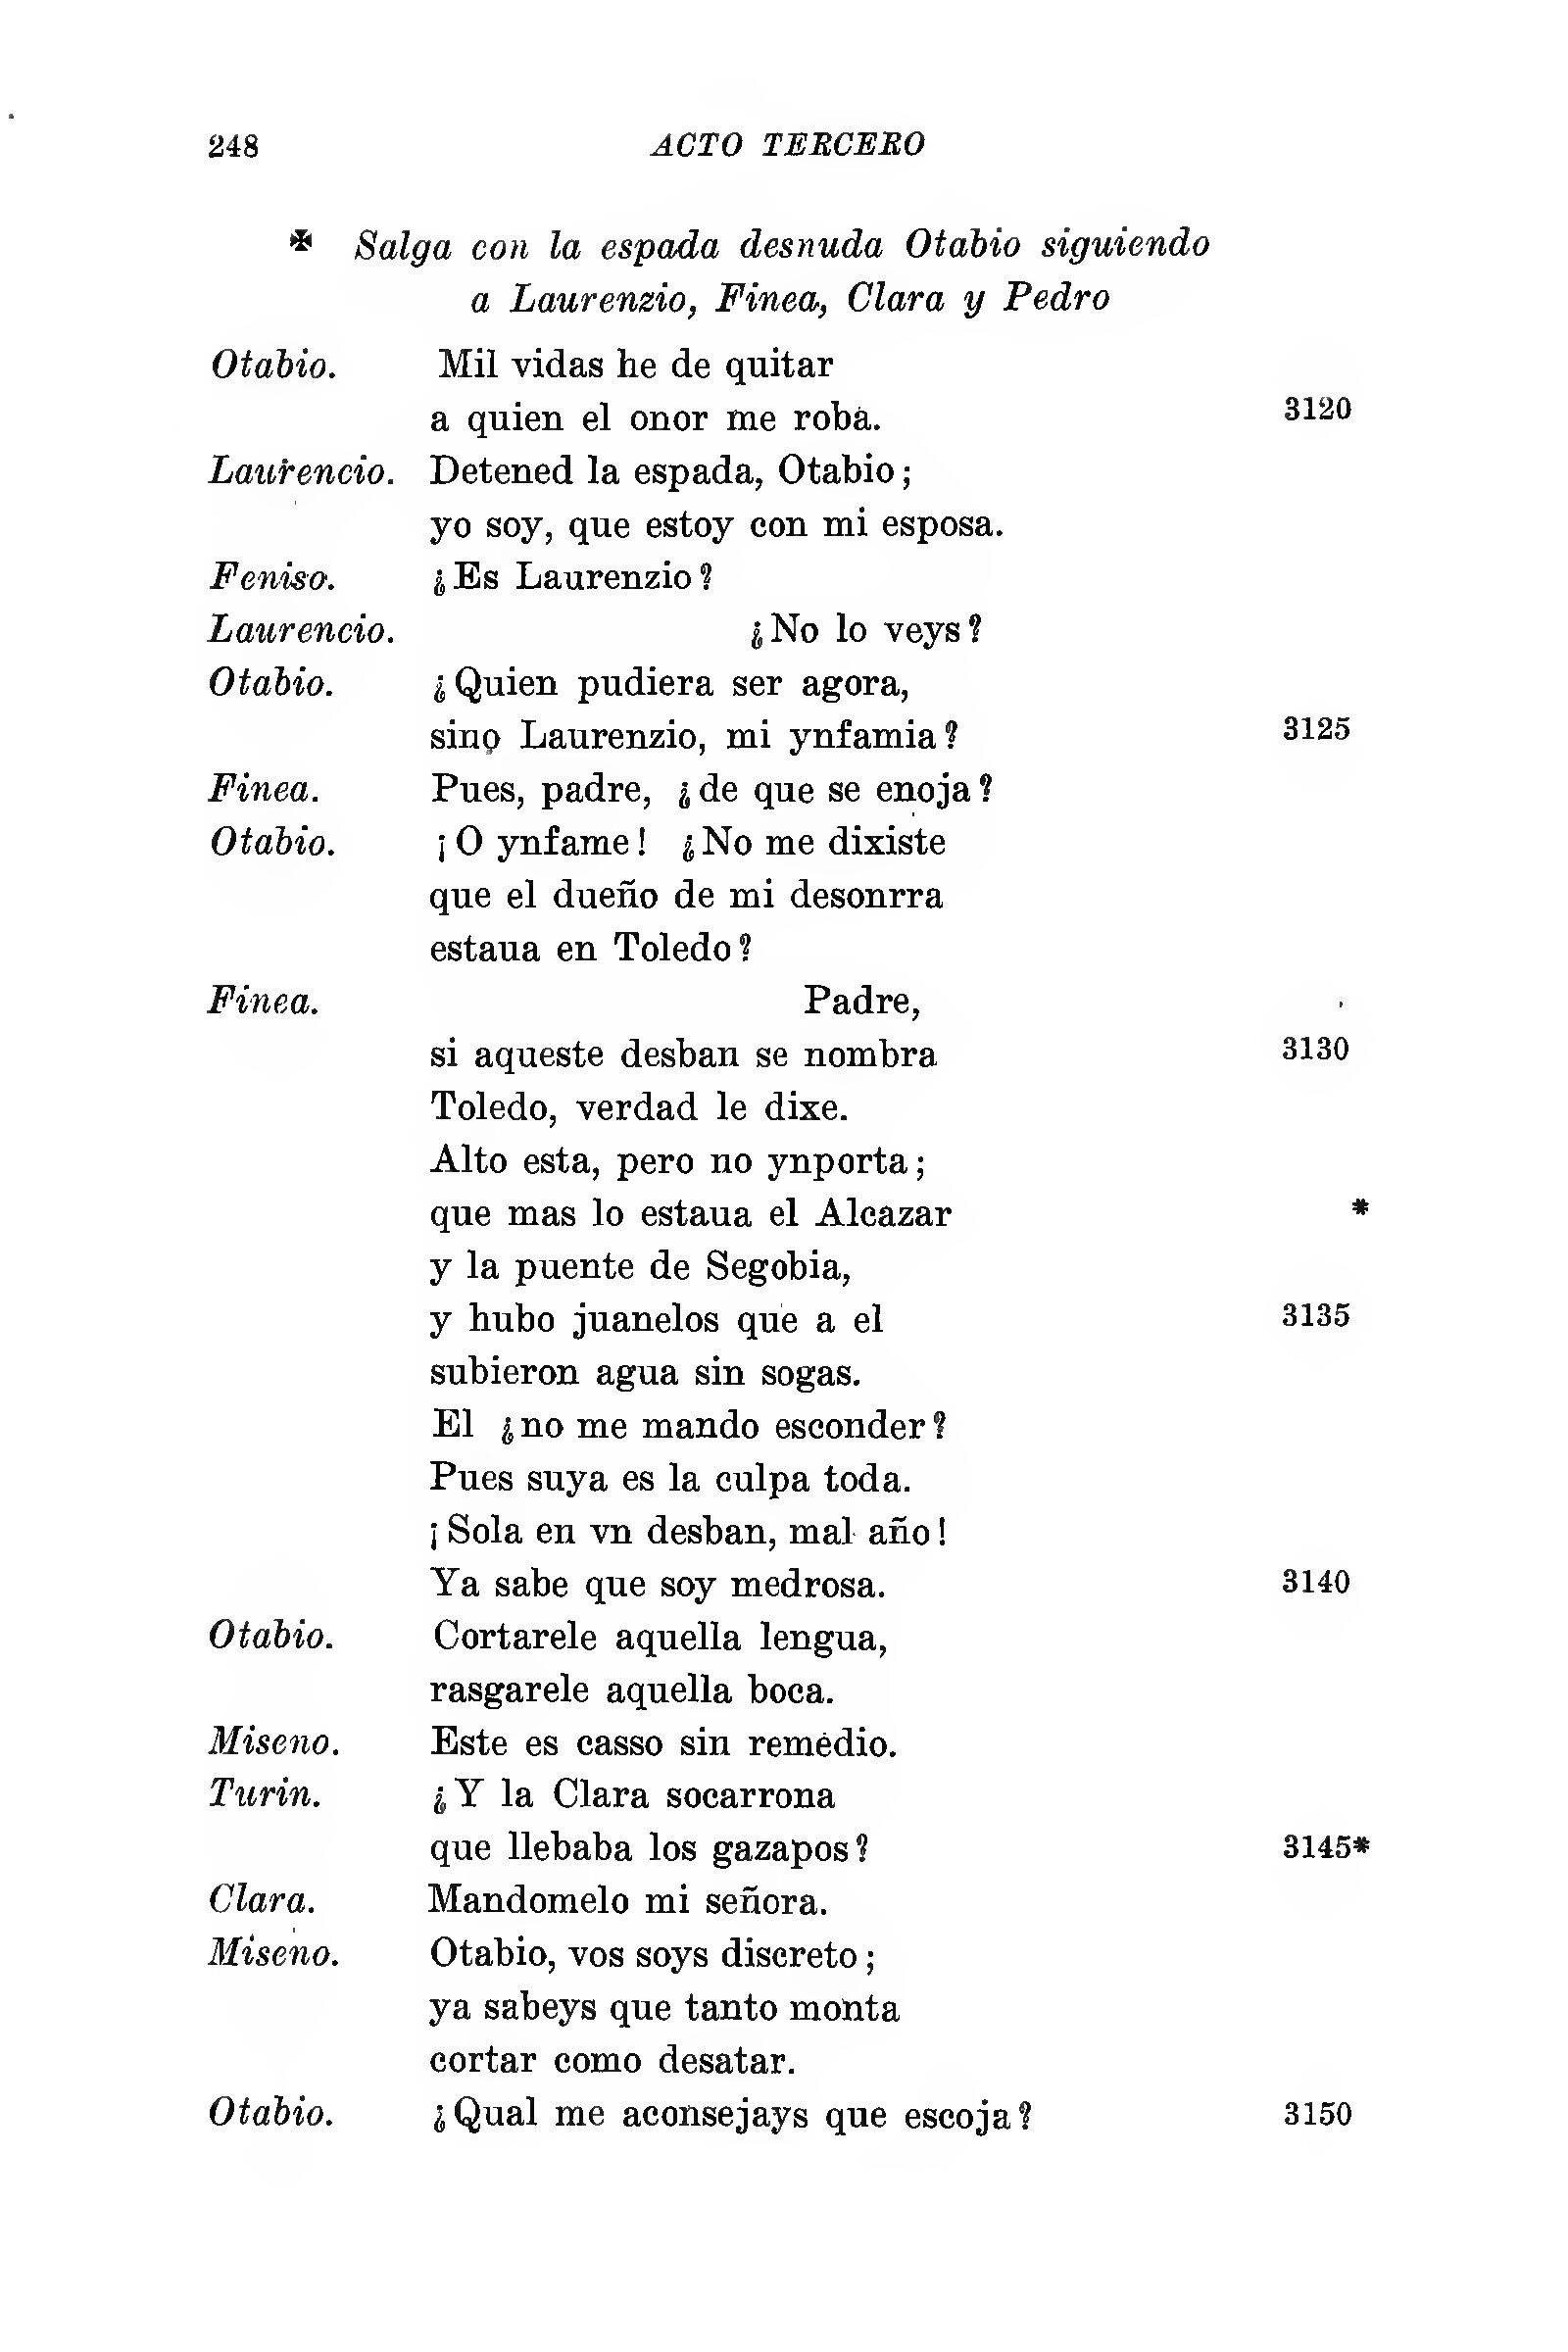 248 ACTO TERCERO
✠ Salga con la espada desnuda Otabio siguiendo
a Laurenzio, Finea, Clara y Pedro
Otabio. Mil vidas he de quitar
a quien el onor me roba. 3120
Laurencio. Detened la espada, Otabio;
yo soy, que estoy con mi esposa.
Feniso. ¿Es Laurenzio?
Laurencio. ¿No lo veys?
Otabio. ¿Quien pudiera ser agora,
sino Laurenzio, mi ynfamia? 3125
Finea. Pues, padre, ¿de que se enoja?
Otabio. ¡O ynfame! ¿No me dixiste
que el dueño de mi desonrra
estaua en Toledo?
Finea. Padre,
si aqueste desban se nombra 3130
Toledo, verdad le dixe.
Alto esta, pero no ynporta;
que mas lo estaua el Alcazar *
y la puente de Segobia,
y hubo juanelos que a el 3135
subieron agua sin sogas.
El ¿no me mando esconder?
Pues suya es la culpa toda.
¡Sola en vn desban, mal año!
Ya sabe que soy medrosa. 3140
Otabio. Cortarele aquella lengua,
rasgarele aquella boca.
Miseno. Este es casso sin remedio.
Turin. ¿Y la Clara socarrona
que llebaba los gazapos? 3145*
Clara. Mandomelo mi señora.
Miseno. Otabio, vos soys discreto;
ya sabeys que tanto monta
cortar como desatar.
Otabio. ¿Qual me aconsejays que escoja? 3150